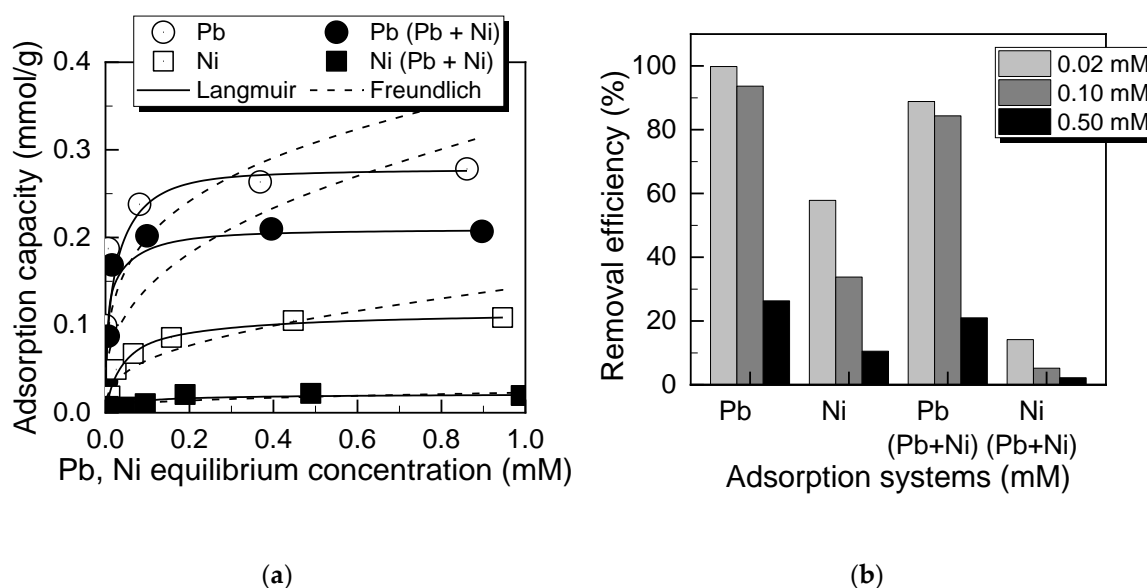 Pb Pb (Pb + Ni)
Ni Ni (Pb + Ni)
Langmuir Freundlich
0.4
0.3
0.2
0.1
0.0
0.0 0.2 0.4 0.6 0.8 1.0
Adsorption capacity (mmol/g)
Pb, Ni equilibrium concentration (mM)
(a)
b)
0.02 mM
0.10 mM
0.50 mM
100
80
60
40
20
0
Removal efficiency (%)
Pb Ni Pb Ni
(Pb+Ni) (Pb+Ni)
Adsorption systems (mM)
(b)